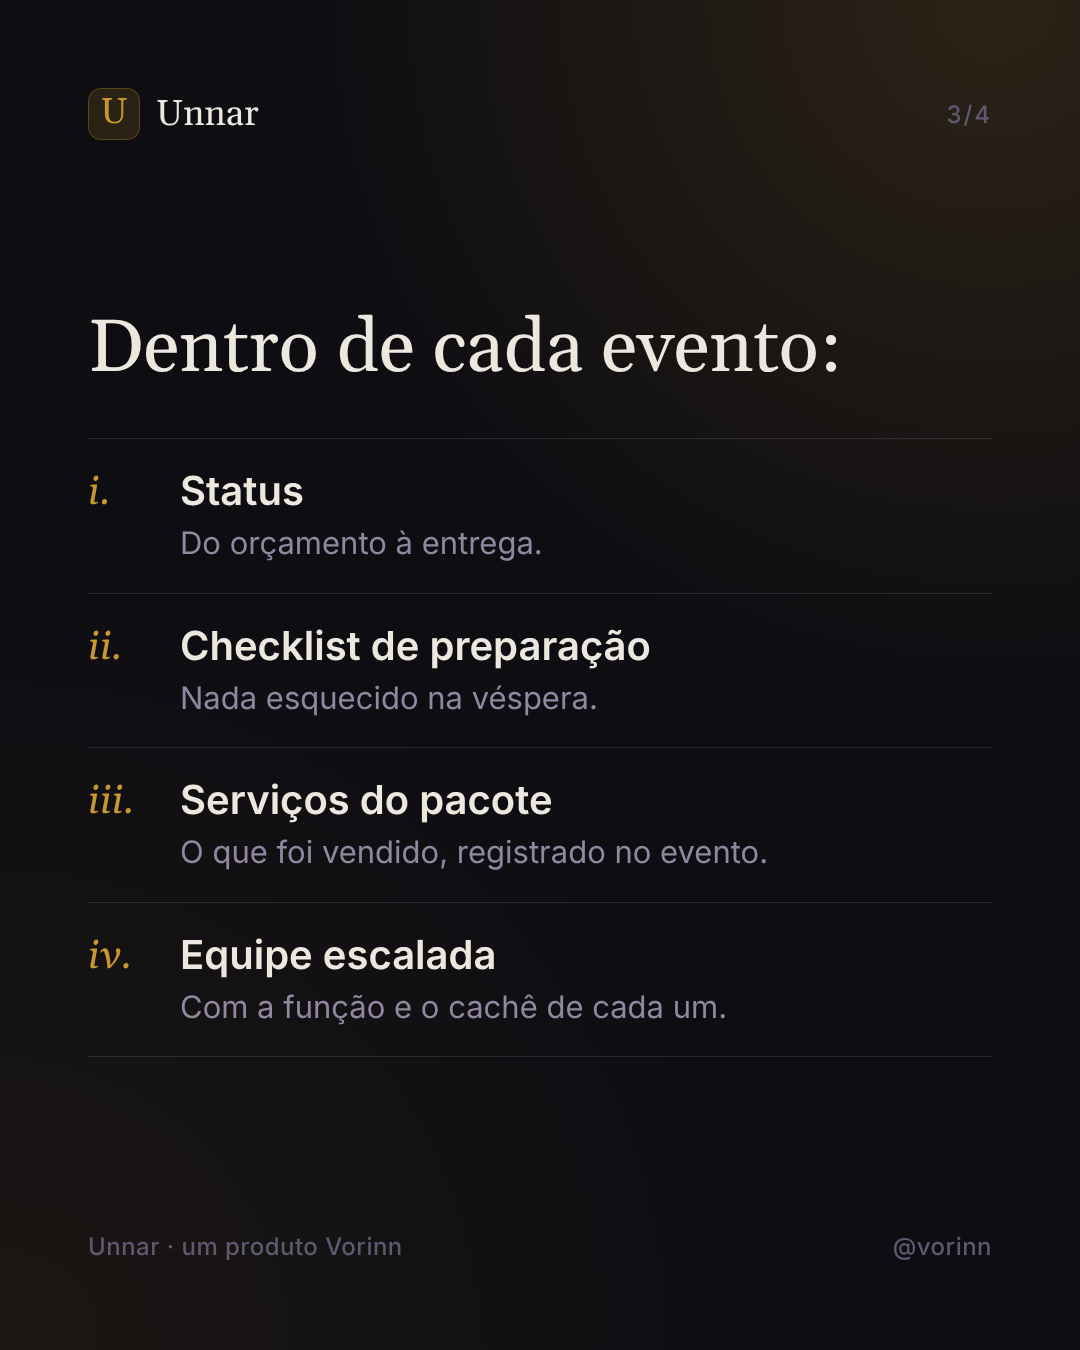 U Unnar
3/4
Dentro de cada evento:
i. Status
Do orçamento à entrega.
ii. Checklist de preparação
Nada esquecido na véspera.
iii. Serviços do pacote
O que foi vendido, registrado no evento.
iv. Equipe escalada
Com a função e o cachê de cada um.
Unnar · um produto Vorinn
@vorinn